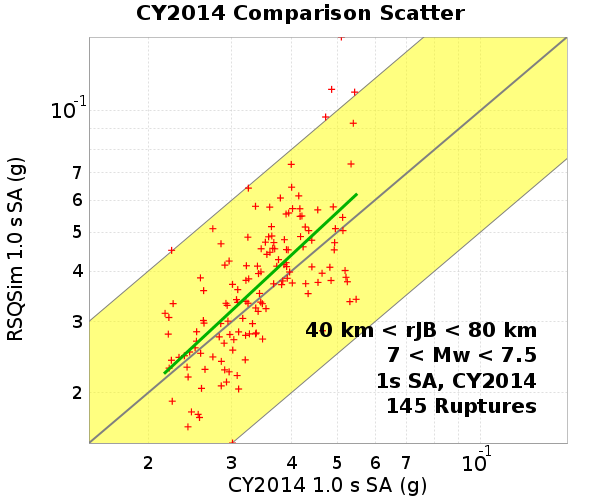 CY2014 Comparison Scatter
RSQSim 1.0 s SA (g)
10-1
7
6
5
4
3
2
40 km < rJB < 80 km
7 < Mw < 7.5
1s SA, CY2014
145 Ruptures
2 3 4 5 6 7 10-1
CY2014 1.0 s SA (g)